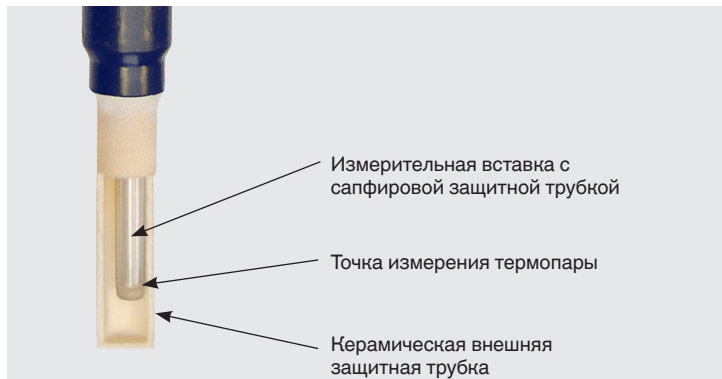 Измерительная вставка с
сапфировой защитной трубкой
Точка измерения термопары
Керамическая внешняя
защитная трубка